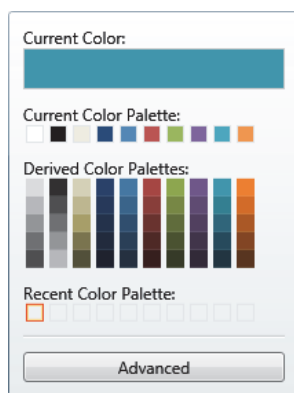 Current Color:
Current Color Palette:
Derived Color Palettes:
Recent Color Palette:
Advanced